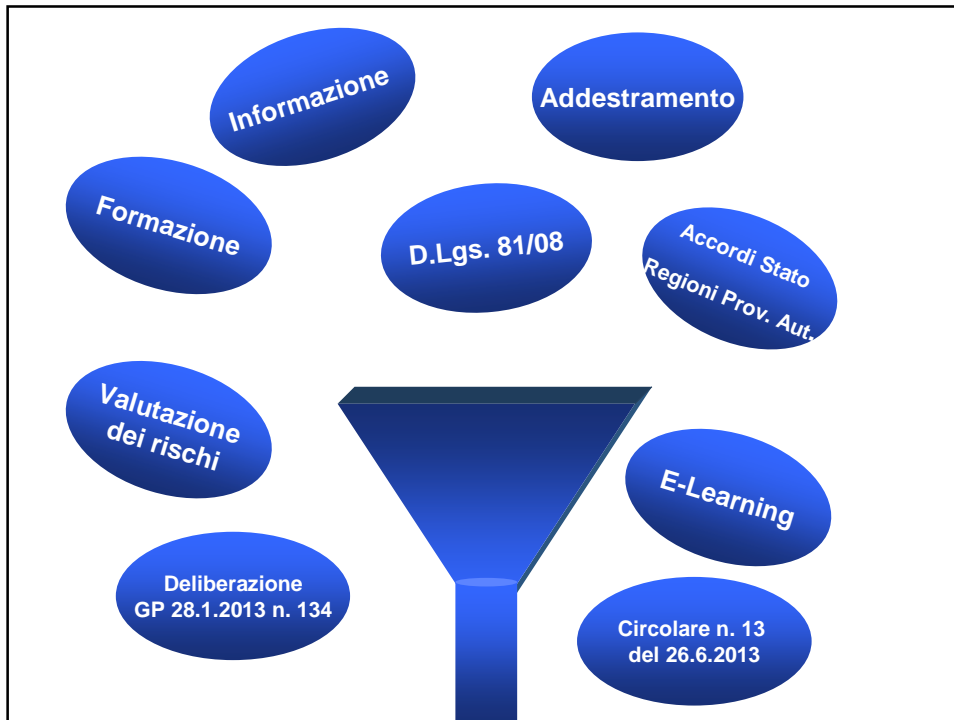 Informazione
Addestramento
Formazione
D.Lgs. 81/08
Accordi Stato
Regioni Prov. Aut.
Valutazione
dei rischi
E-Learning
Deliberazione
GP 28.1.2013 n. 134
Circolare n. 13
del 26.6.2013